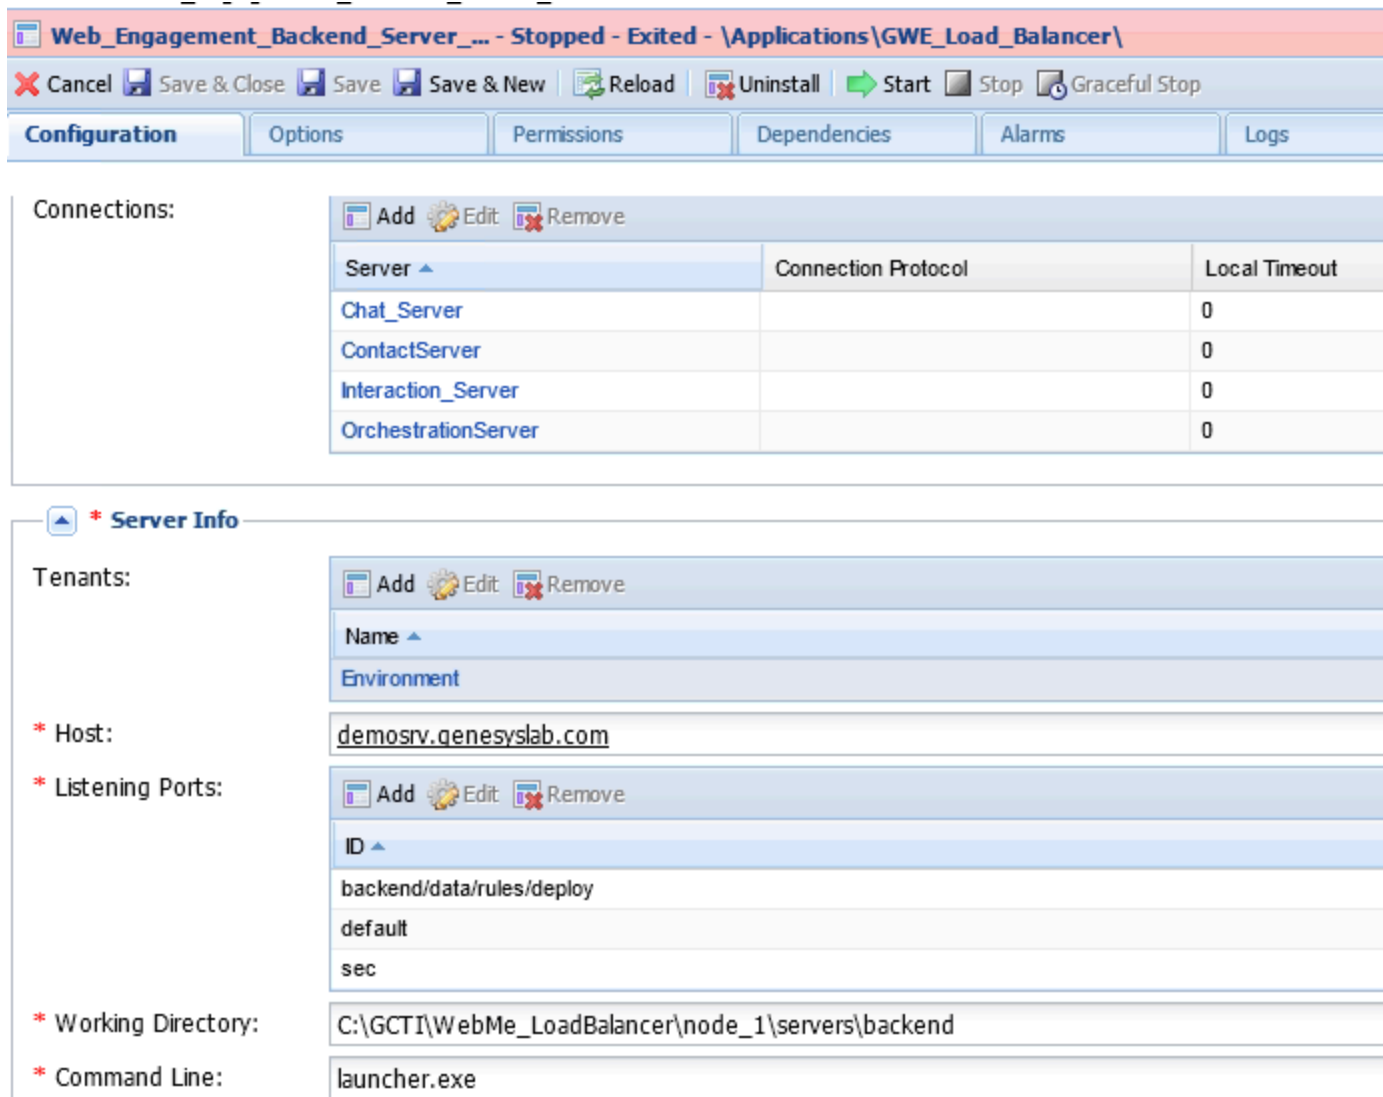 Web_Engagement_Backend_Server_... - Stopped - Exited - \Applications\GWE_Load_Balancer\
Cancel Save & Close Save Save & New Reload Uninstall Start Stop Graceful Stop
Configuration Options Permissions Dependencies Alarms Logs
Connections: Add Edit Remove
Server Connection Protocol Local Timeout
Chat_Server 0
ContactServer 0
Interaction_Server 0
OrchestrationServer 0
* Server Info
Tenants: Add Edit Remove
Name
Environment
* Host: demosrv.genesyslab.com
* Listening Ports: Add Edit Remove
ID
backend/data/rules/deploy
default
sec
* Working Directory: C:\GCTI\WebMe_LoadBalancer\node_1\servers\backend
* Command Line: launcher.exe